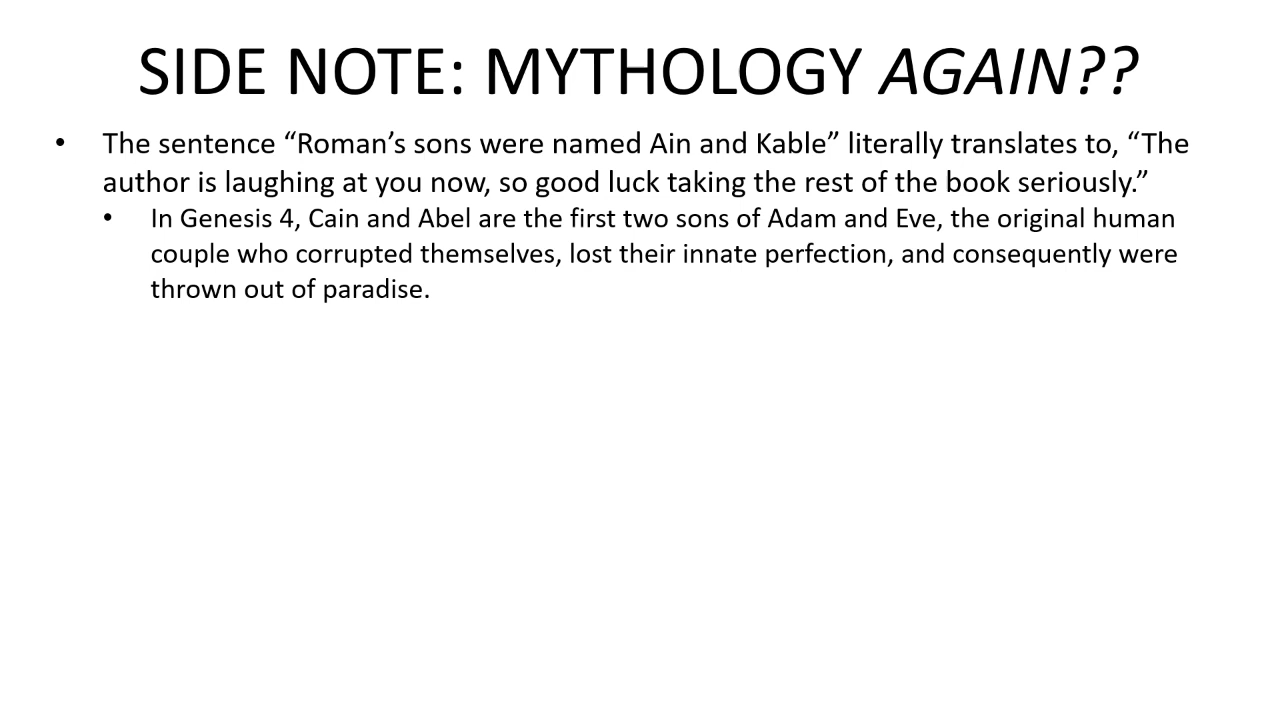 SIDE NOTE: MYTHOLOGY AGAIN??
• The sentence “Roman’s sons were named Ain and Kable” literally translates to, “The
author is laughing at you now, so good luck taking the rest of the book seriously.”
• In Genesis 4, Cain and Abel are the first two sons of Adam and Eve, the original human
couple who corrupted themselves, lost their innate perfection, and consequently were
thrown out of paradise.